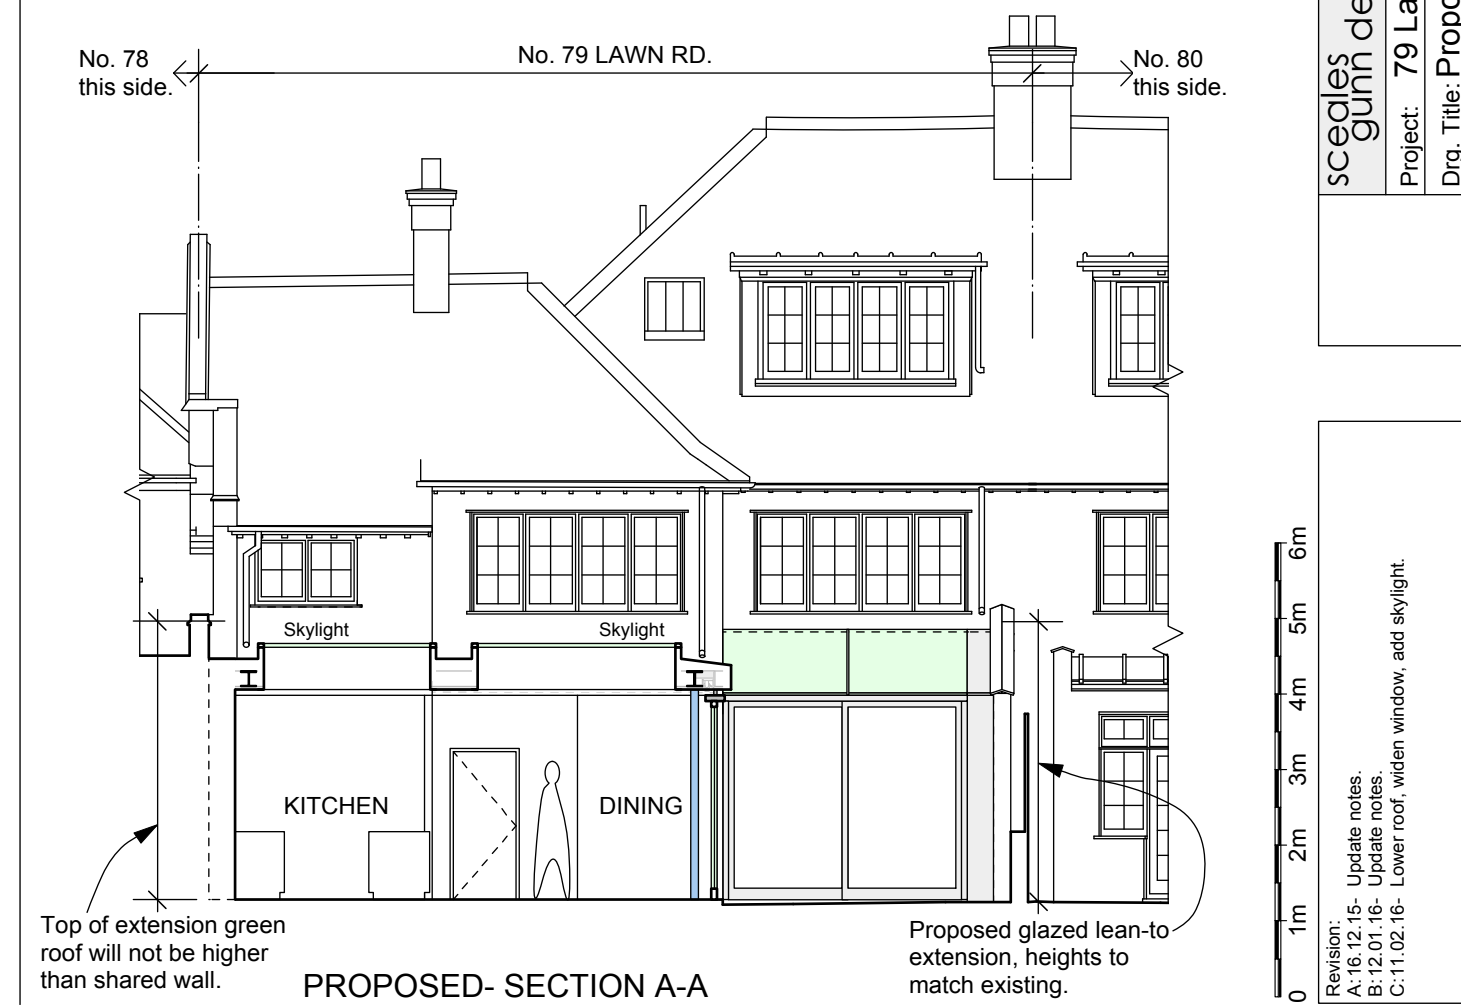 No. 78
this side.
No. 79 LAWN RD.
No. 80
this side.
Skylight
Skylight
KITCHEN
DINING
Top of extension green
roof will not be higher
than shared wall.
PROPOSED- SECTION A-A
Proposed glazed lean-to
extension, heights to
match existing.
0 1m 2m 3m 4m 5m 6m
sceales
gunn de
Project: 79 La
Drg. Title: Propo
Revision:
A:16.12.15- Update notes.
B:12.01.16- Update notes.
C:11.02.16- Lower roof, widen window, add skylight.